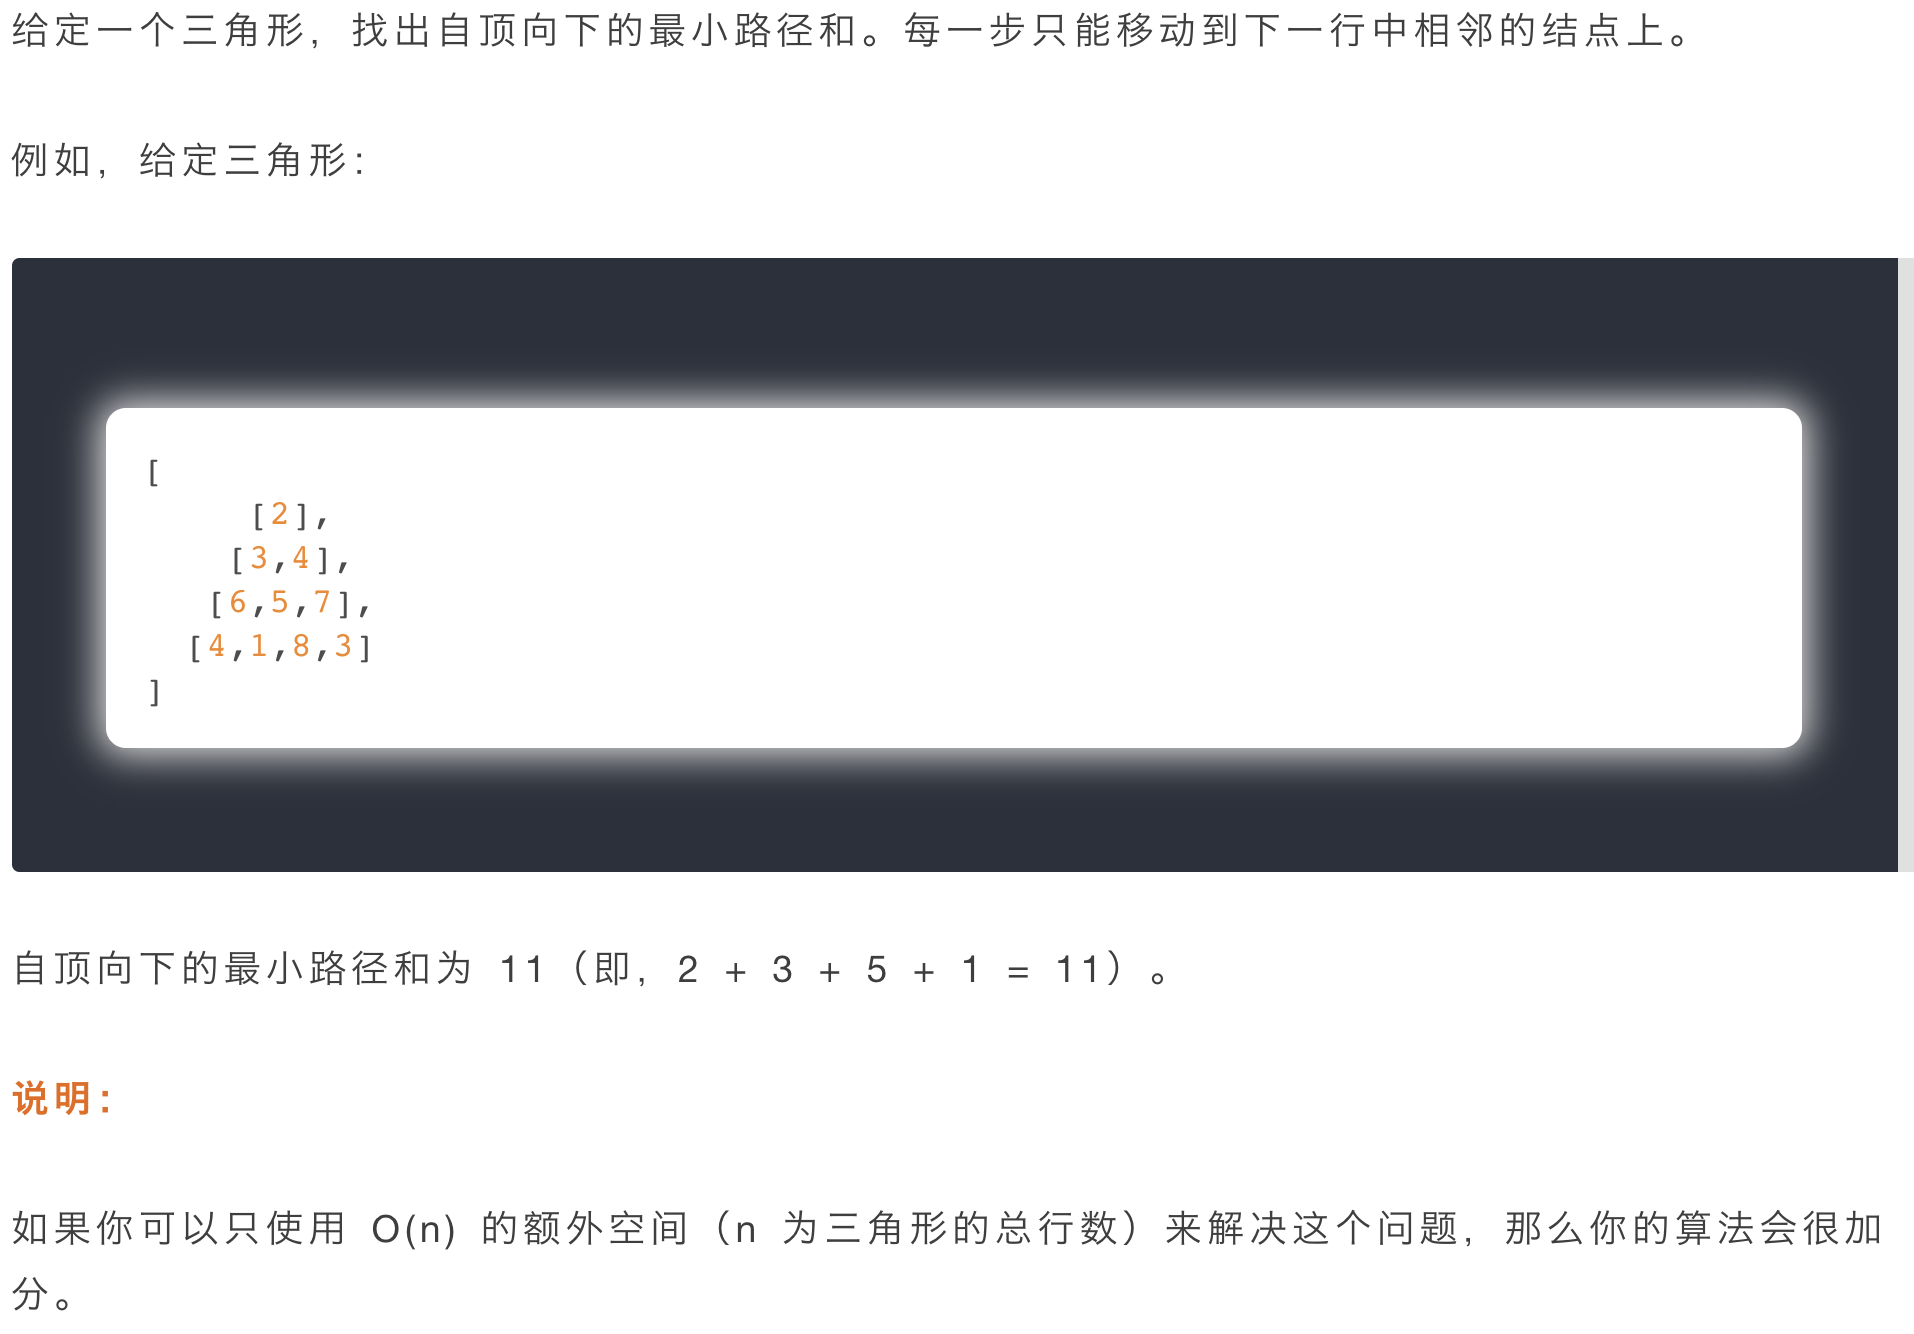 给定一个三角形，找出自顶向下的最小路径和。每一步只能移动到下一行中相邻的结点上。
例如，给定三角形：
[
[2],
[3,4],
[6,5,7],
[4,1,8,3]
]
自顶向下的最小路径和为 11（即，2 + 3 + 5 + 1 = 11）。
说明：
如果你可以只使用 O(n) 的额外空间（n 为三角形的总行数）来解决这个问题，那么你的算法会很加
分。